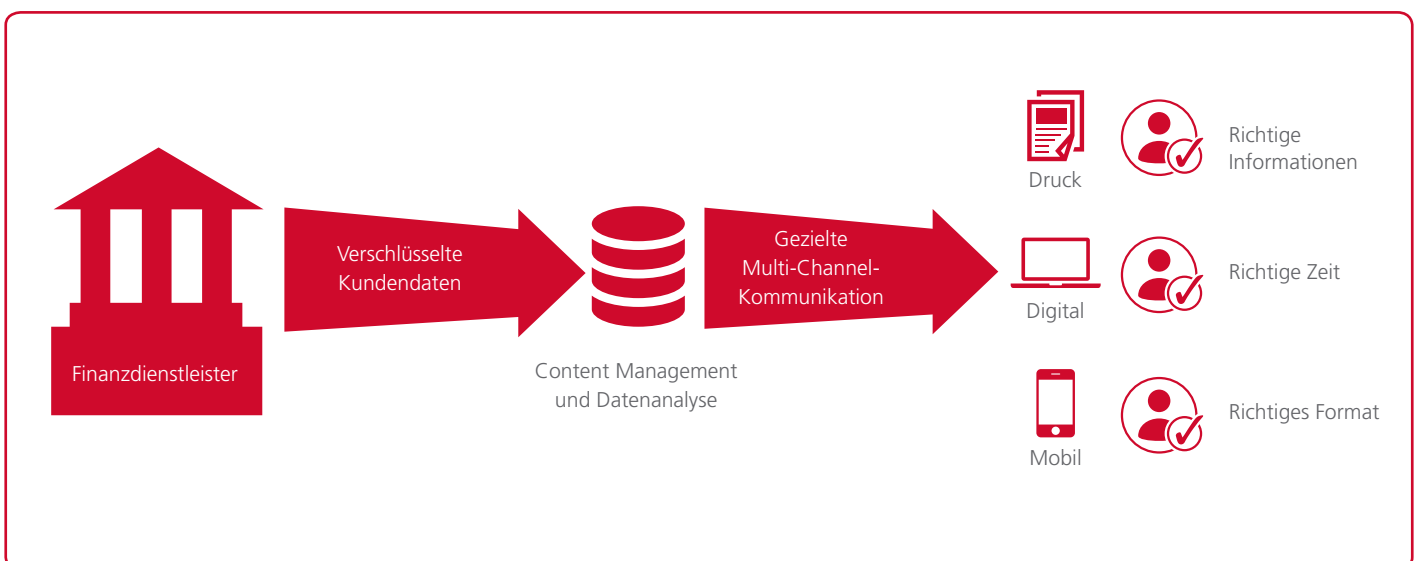 Finanzdienstleister
Verschlüsselte
Kundendaten
Content Management
und Datenanalyse
Gezielte
Multi-Channel-
Kommunikation
Druck
Richtige
Informationen
Digital
Richtige Zeit
Mobil
Richtiges Format